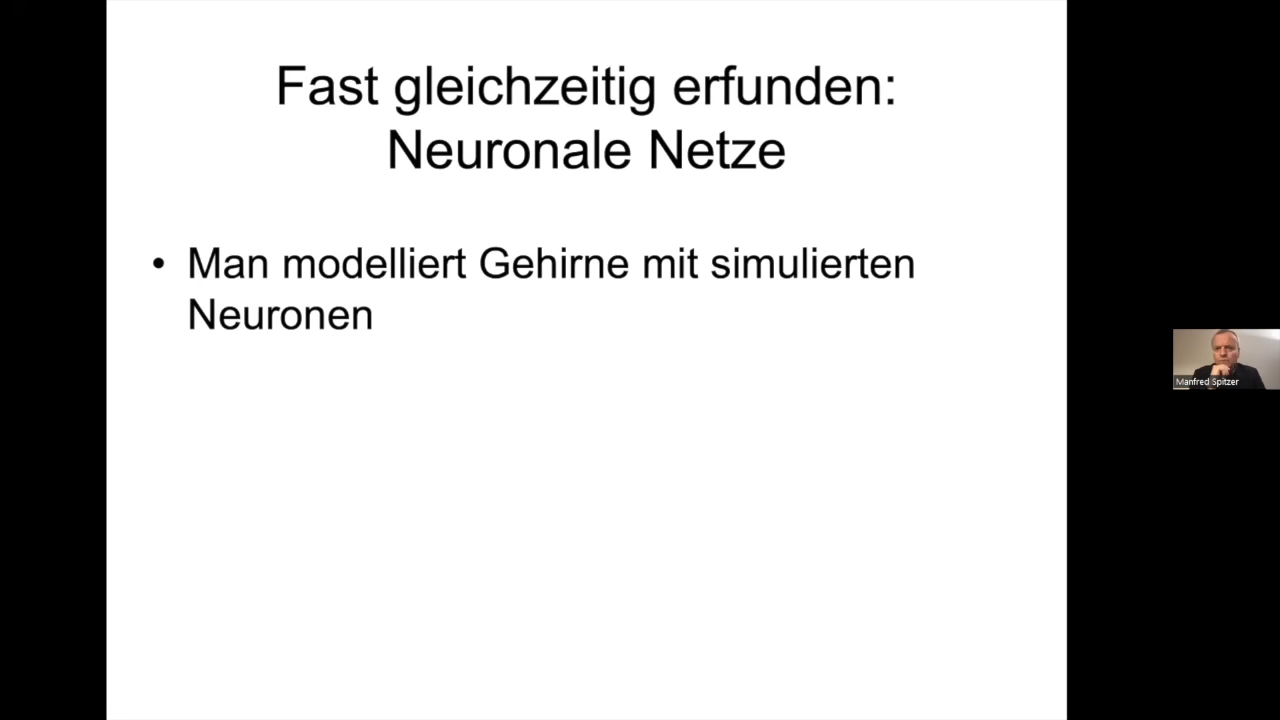 Fast gleichzeitig erfunden:
Neuronale Netze
• Man modelliert Gehirne mit simulierten
Neuronen
Manfred Spitzer